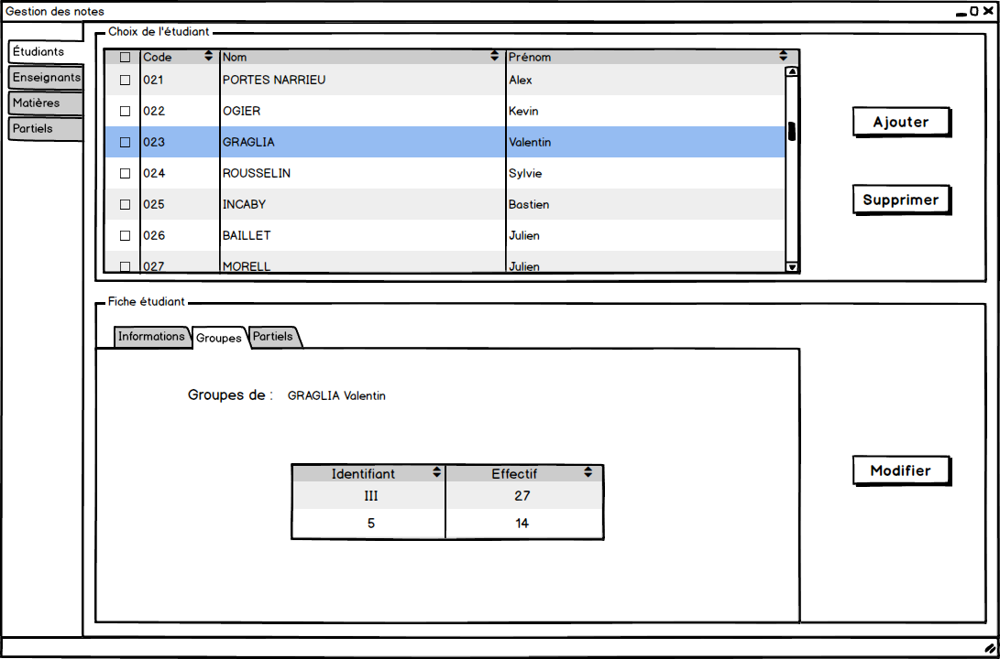 Gestion des notes
Étudiants
Enseignants
Matières
Partiels
Choix de l'étudiant
Code Nom Prénom
021 PORTES NARRIEU Alex
022 OGIER Kevin
023 GRAGLIA Valentin
024 ROUSSELIN Sylvie
025 INCABY Bastien
026 BAILLET Julien
027 MORELL Julien
Ajouter
Supprimer
Fiche étudiant
Informations Groupes Partiels
Groupes de : GRAGLIA Valentin
Identifiant Effectif
III 27
5 14
Modifier